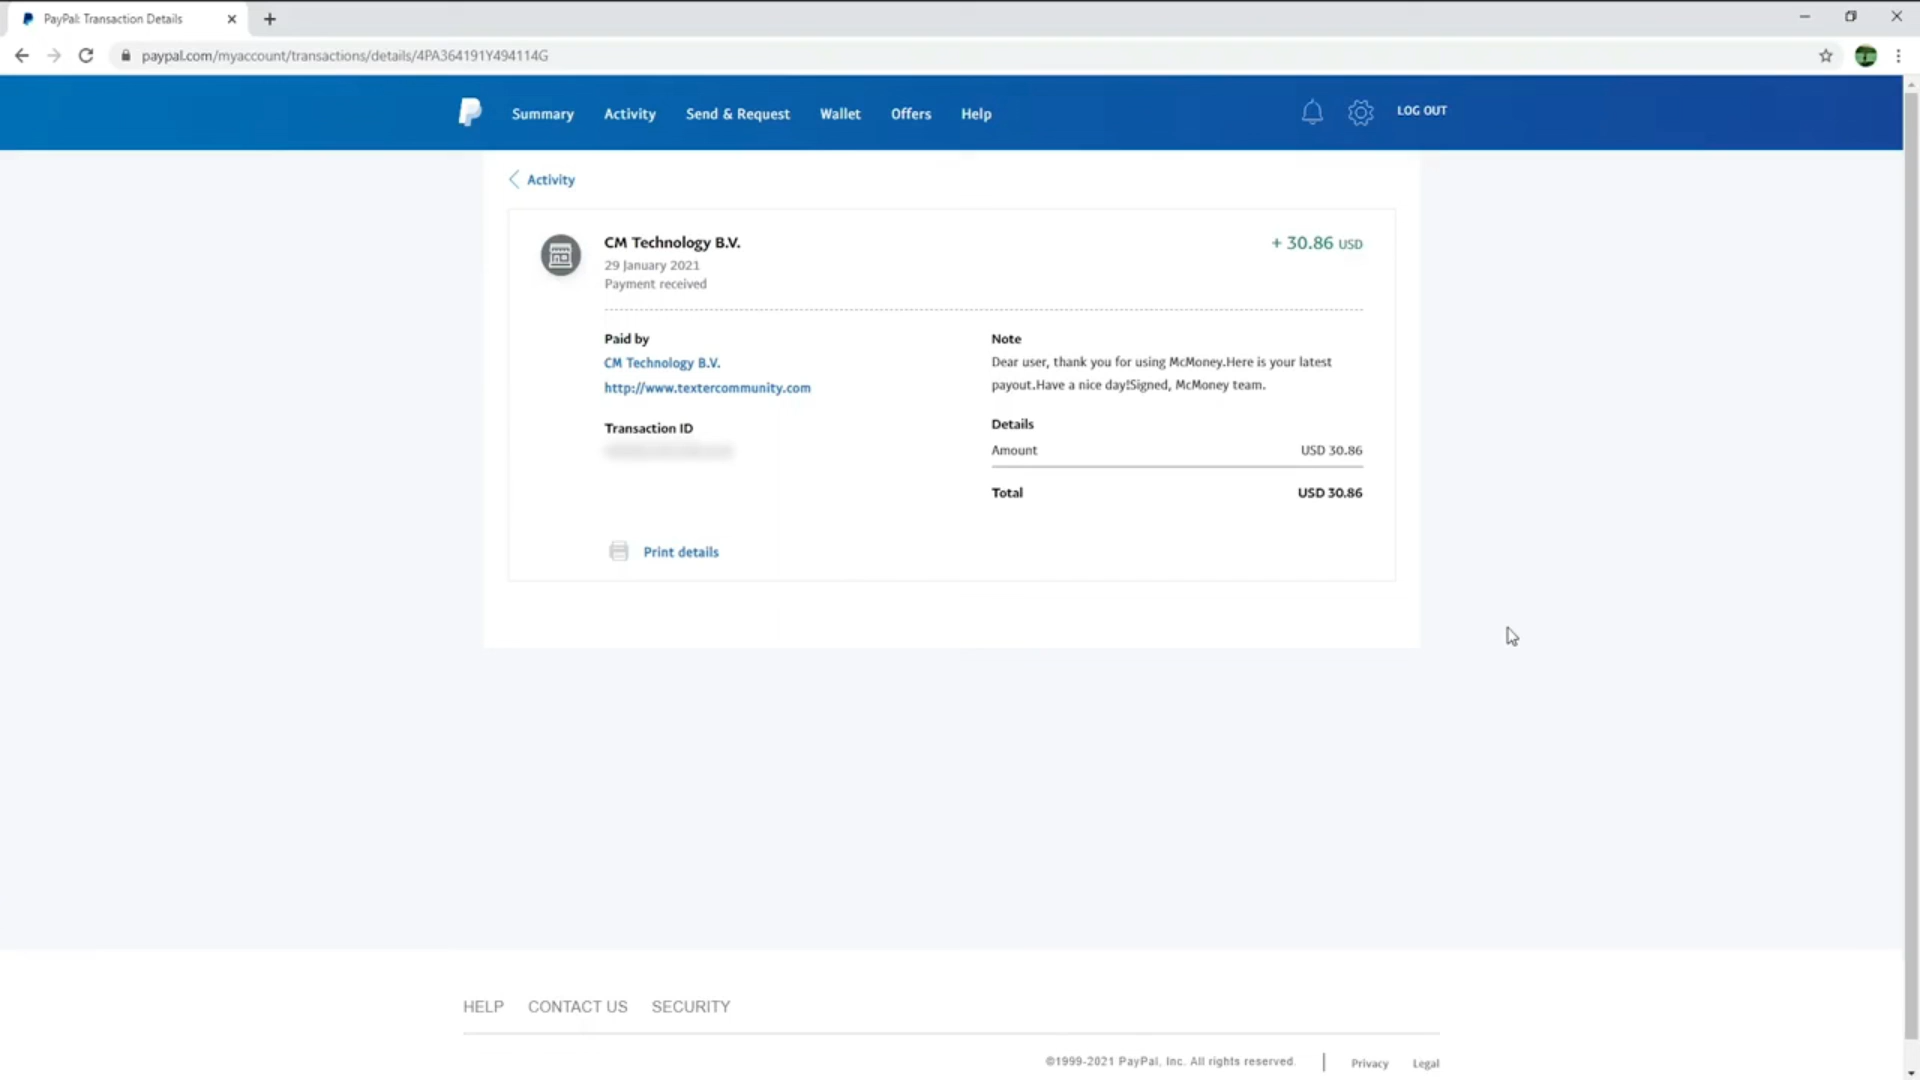 PayPal: Transaction Details
paypal.com/myaccount/transactions/details/4PA364191Y494114G
Summary Activity Send & Request Wallet Offers Help LOG OUT
Activity
CM Technology B.V. + 30.86 USD
29 January 2021
Payment received
Paid by
CM Technology B.V.
http://www.textercommunity.com
Transaction ID
Print details
Note
Dear user, thank you for using McMoney.Here is your latest
payout.Have a nice day!Signed, McMoney team.
Details
Amount USD 30.86
Total USD 30.86
HELP CONTACT US SECURITY
©1999-2021 PayPal, Inc. All rights reserved. | Privacy Legal